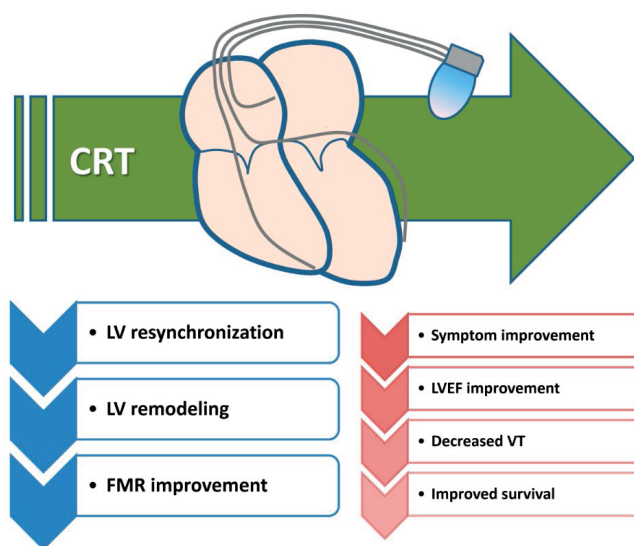 CRT
• LV resynchronization
• LV remodeling
• FMR improvement
• Symptom improvement
• LVEF improvement
• Decreased VT
• Improved survival